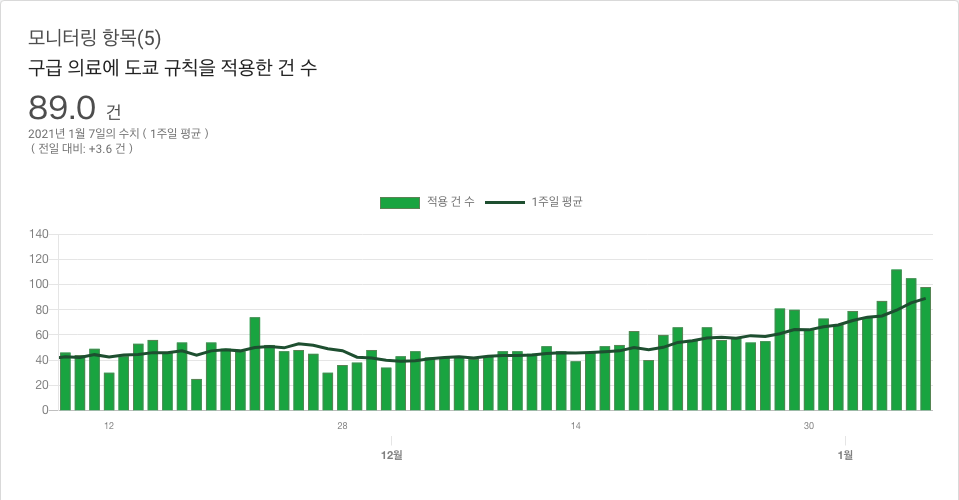 모니터링 항목(5)
구급 의료에 도쿄 규칙을 적용한 건 수
89.0 건
2021년 1월 7일의 수치 ( 1주일 평균 )
( 전일 대비: +3.6 건 )
적용 건 수 1주일 평균
140
120
100
80
60
40
20
0
12 28 14 30
12월 1월